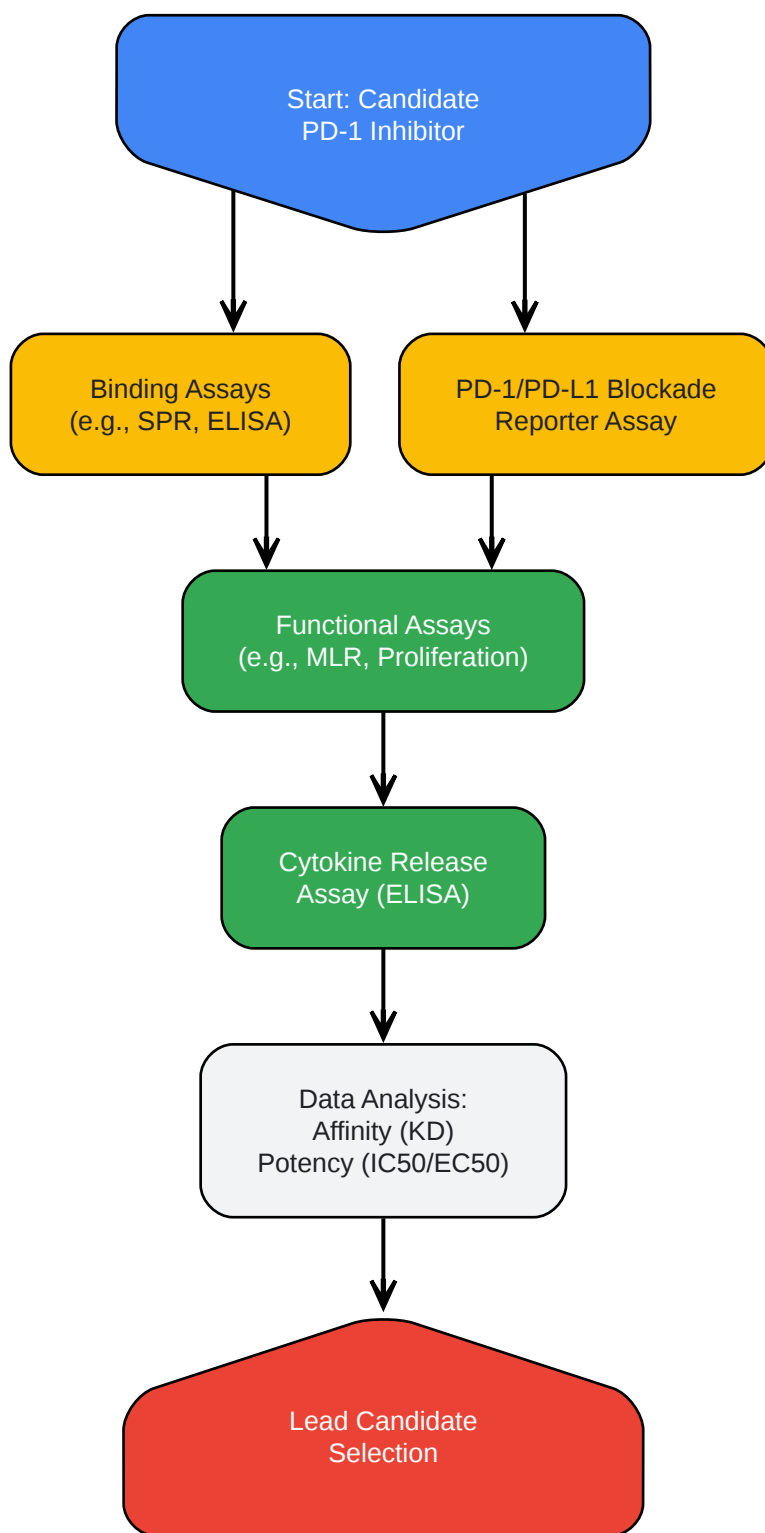 Start: Candidate
PD-1 Inhibitor
Binding Assays
(e.g., SPR, ELISA)
PD-1/PD-L1 Blockade
Reporter Assay
Functional Assays
(e.g., MLR, Proliferation)
Cytokine Release
Assay (ELISA)
Data Analysis:
Affinity (KD)
Potency (IC50/EC50)
Lead Candidate
Selection